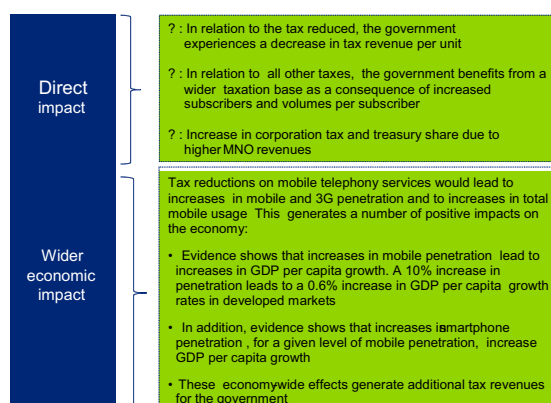 Direct
impact
? : In relation to the tax reduced, the government
experiences a decrease in tax revenue per unit
? : In relation to all other taxes, the government benefits from a
wider taxation base as a consequence of increased
subscribers and volumes per subscriber
? : Increase in corporation tax and treasury share due to
higher MNO revenues
Wider
economic
impact
Tax reductions on mobile telephony services would lead to
increases in mobile and 3G penetration and to increases in total
mobile usage This generates a number of positive impacts on
the economy:
• Evidence shows that increases in mobile penetration lead to
increases in GDP per capita growth. A 10% increase in
penetration leads to a 0.6% increase in GDP per capita growth
rates in developed markets
• In addition, evidence shows that increases in smartphone
penetration , for a given level of mobile penetration, increase
GDP per capita growth
• These economy-wide effects generate additional tax revenues
for the government